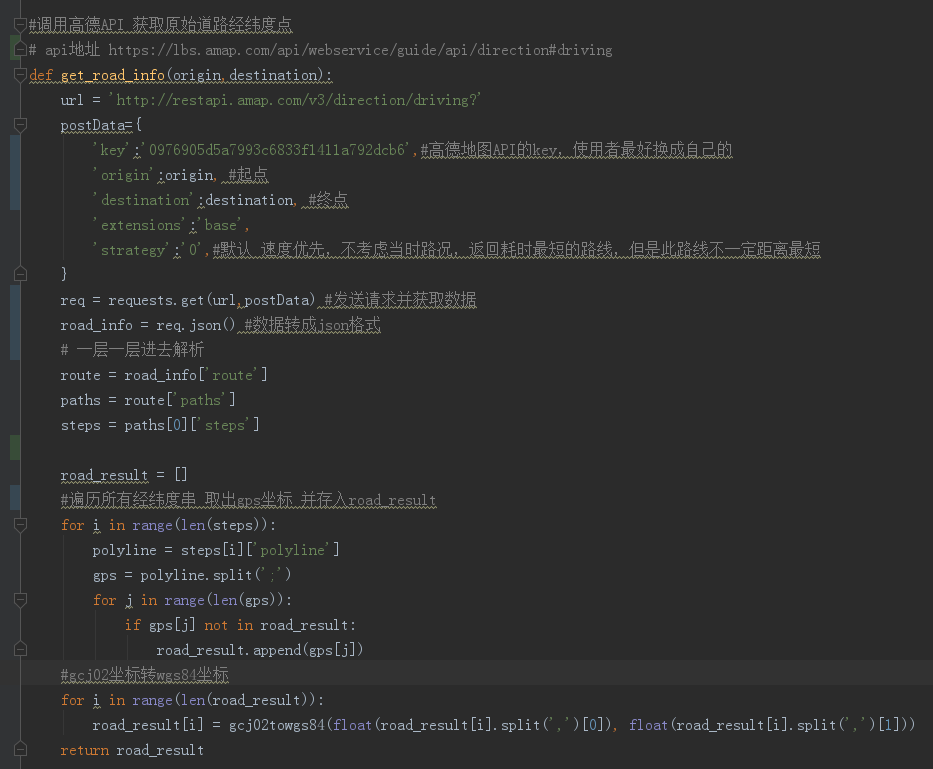 #调用高德API 获取原始道路经纬度点
# api地址 https://lbs.amap.com/api/webservice/guide/api/direction#driving
def get_road_info(origin,destination):
    url = 'http://restapi.amap.com/v3/direction/driving?'
    postData={
        'key':'0976905d5a7993c6833f1411a792dcb6',#高德地图API的key，使用者最好换成自己的
        'origin':origin, #起点
        'destination':destination, #终点
        'extensions':'base',
        'strategy':'0',#默认 速度优先，不考虑当时路况，返回耗时最短的路线，但是此路线不一定距离最短
    }
    req = requests.get(url,postData) #发送请求并获取数据
    road_info = req.json() #数据转成json格式
    # 一层一层进去解析
    route = road_info['route']
    paths = route['paths']
    steps = paths[0]['steps']
    road_result = []
    #遍历所有经纬度串 取出gps坐标 并存入road_result
    for i in range(len(steps)):
        polyline = steps[i]['polyline']
        gps = polyline.split(';')
        for j in range(len(gps)):
            if gps[j] not in road_result:
                road_result.append(gps[j])
    #gcj02坐标转wgs84坐标
    for i in range(len(road_result)):
        road_result[i] = gcj02towgs84(float(road_result[i].split(',')[0]), float(road_result[i].split(',')[1]))
    return road_result